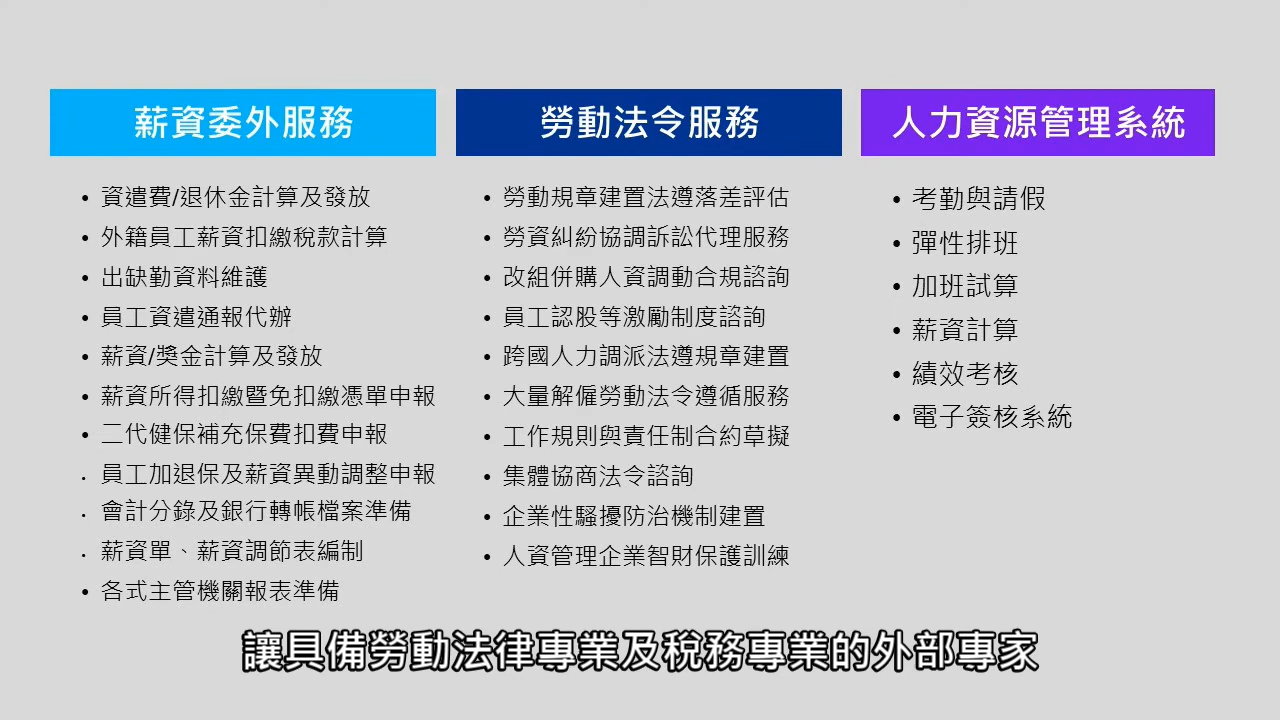 薪資委外服務
• 資遣費/退休金計算及發放
• 外籍員工薪資扣繳稅款計算
• 出缺勤資料維護
• 員工資遣通報代辦
• 薪資/獎金計算及發放
• 薪資所得扣繳暨免扣繳憑單申報
• 二代健保補充保費扣費申報
• 員工加退保及薪資異動調整申報
• 會計分錄及銀行轉帳檔案準備
• 薪資單、薪資調節表編制
• 各式主管機關報表準備
勞動法令服務
• 勞動規章建置法遵落差評估
• 勞資糾紛協調訴訟代理服務
• 改組併購人資調動合規諮詢
• 員工認股等激勵制度諮詢
• 跨國人力調派法遵規章建置
• 大量解僱勞動法令遵循服務
• 工作規則與責任制合約草擬
• 集體協商法令諮詢
• 企業性騷擾防治機制建置
• 人資管理企業智財保護訓練
人力資源管理系統
• 考勤與請假
• 彈性排班
• 加班試算
• 薪資計算
• 績效考核
• 電子簽核系統
讓具備勞動法律專業及稅務專業的外部專家